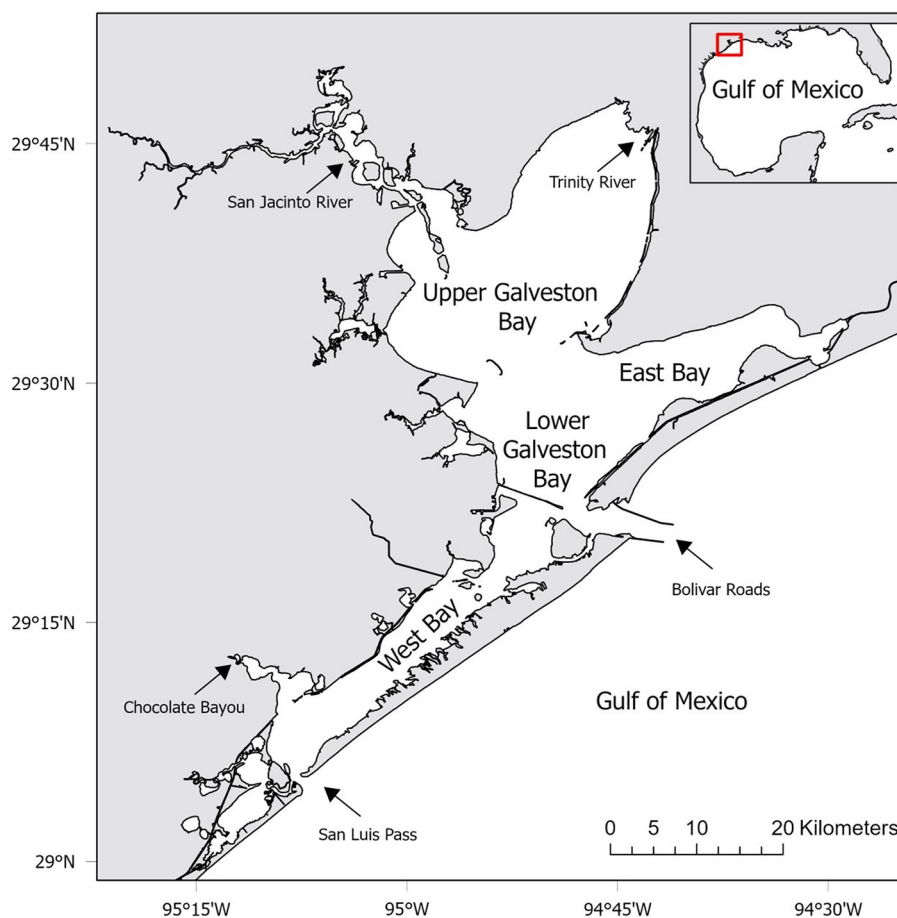 Gulf of Mexico
29°45'N
Trinity River
San Jacinto River
Upper Galveston
Bay
29°30'N
East Bay
Lower
Galveston
Bay
Bolivar Roads
29°15'N
West Bay
Chocolate Bayou
Gulf of Mexico
San Luis Pass
0 5 10 20 Kilometers
29°N
95°15'W 95°W 94°45'W 94°30'W